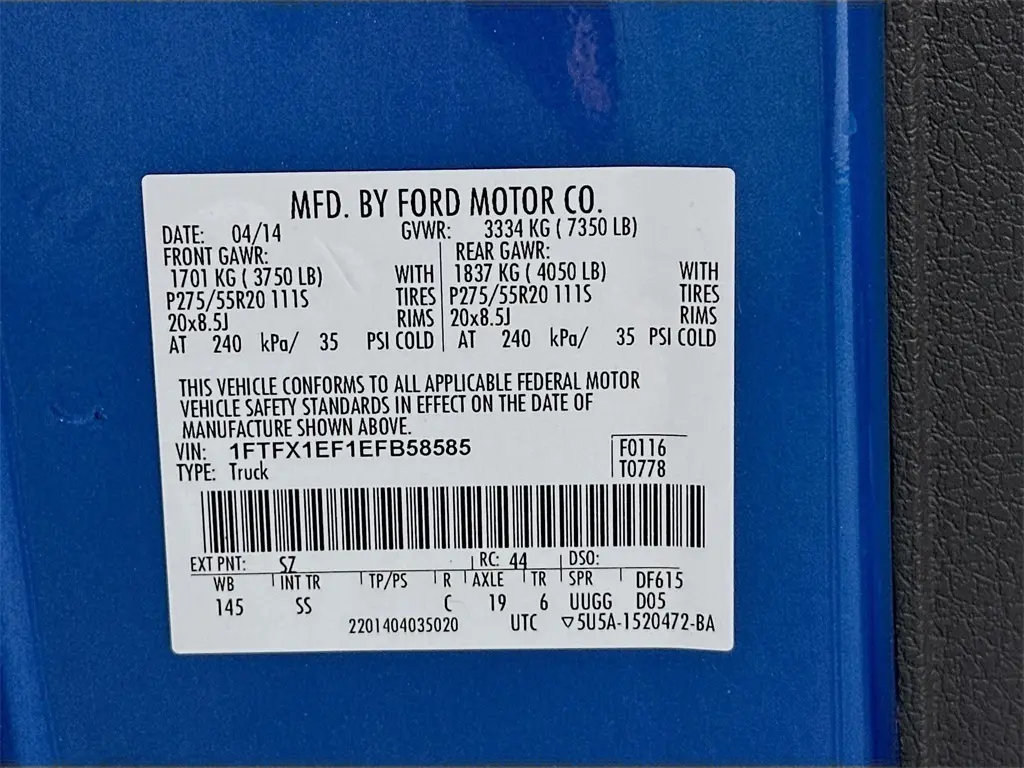 MFD. BY FORD MOTOR CO.
DATE: 04/14 GVWR: 3334 KG ( 7350 LB)
FRONT GAWR: REAR GAWR:
1701 KG ( 3750 LB) WITH 1837 KG ( 4050 LB) WITH
P275/55R20 111S TIRES P275/55R20 111S TIRES
20x8.5J RIMS 20x8.5J RIMS
AT 240 kPa/ 35 PSI COLD AT 240 kPa/ 35 PSI COLD
THIS VEHICLE CONFORMS TO ALL APPLICABLE FEDERAL MOTOR
VEHICLE SAFETY STANDARDS IN EFFECT ON THE DATE OF
MANUFACTURE SHOWN ABOVE.
VIN: 1FTFX1EF1EFB58585 F0116
TYPE: Truck T0778
EXT PNT: SZ RC: 44 DSO:
WB INT TR TP/PS R AXLE TR SPR DF615
145 SS C 19 6 UUGG D05
2201404035020 UTC ▽5U5A-1520472-BA